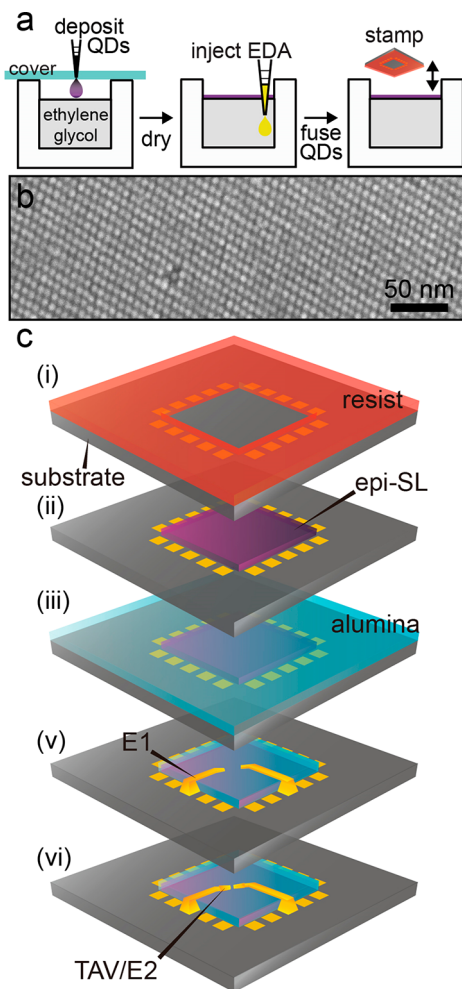 a
deposit
QDs
cover
ethylene
glycol
dry
inject EDA
fuse
QDs
stamp
b
50 nm
c
(i)
resist
substrate
epi-SL
(ii)
(iii)
alumina
(v)
E1
(vi)
TAV/E2